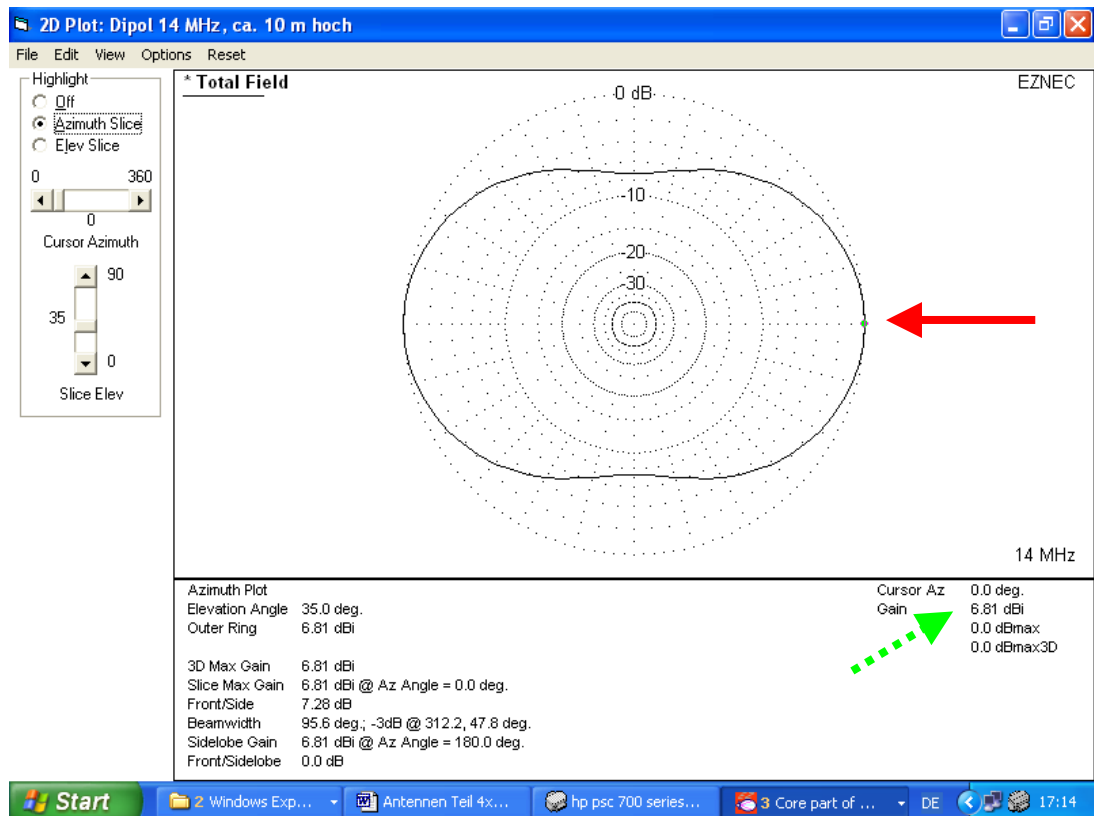 2D Plot: Dipol 14 MHz, ca. 10 m hoch
File Edit View Options Reset
Highlight
Off
Azimuth Slice
Elev Slice
0 360
0
Cursor Azimuth
90
35
0
Slice Elev
* Total Field
EZNEC
0 dB
-10
-20
-30
14 MHz
Azimuth Plot
Elevation Angle 35.0 deg.
Outer Ring 6.81 dBi
3D Max Gain 6.81 dBi
Slice Max Gain 6.81 dBi @ Az Angle = 0.0 deg.
Front/Side 7.28 dB
Beamwidth 95.6 deg.; -3dB @ 312.2, 47.8 deg.
Sidelobe Gain 6.81 dBi @ Az Angle = 180.0 deg.
Front/Sidelobe 0.0 dB
Cursor Az 0.0 deg.
Gain 6.81 dBi
0.0 dBmax
0.0 dBmax3D
Start 2 Windows Exp... Antennen Teil 4x... hp psc 700 series... 3 Core part of ... DE 17:14